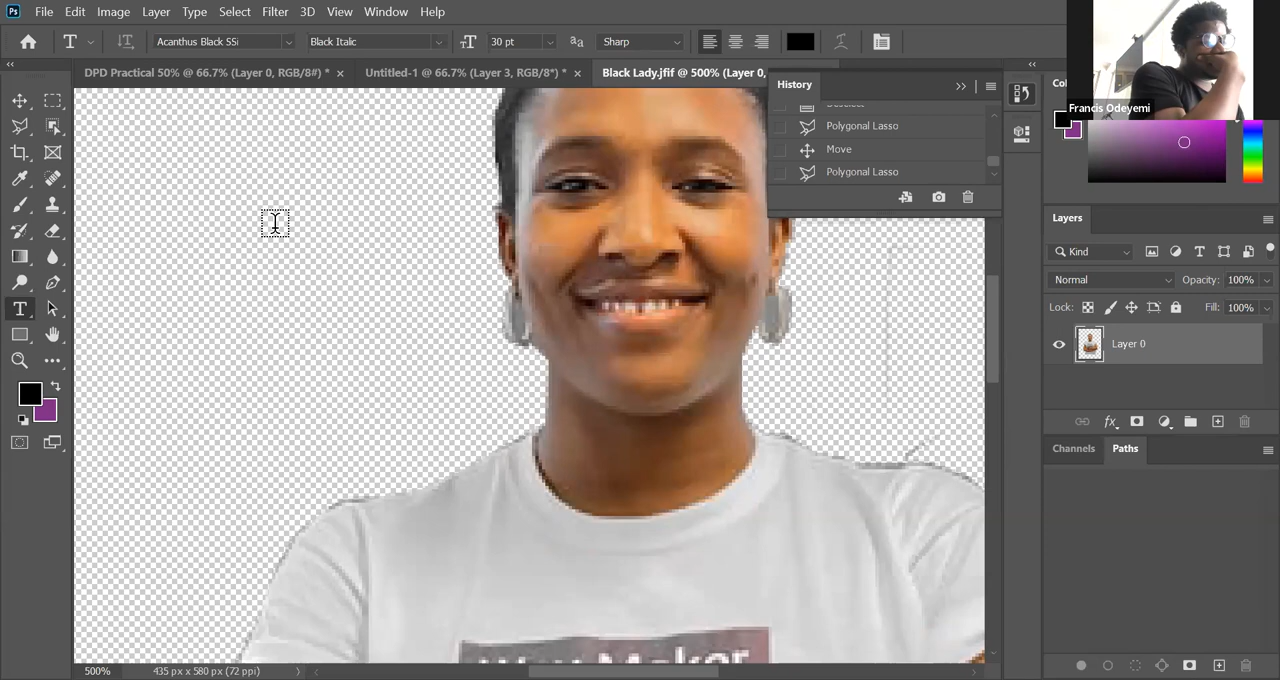 Ps File Edit Image Layer Type Select Filter 3D View Window Help
T Acanthus Black SSi Black Italic 30 pt Sharp
DPD Practical 50% @ 66.7% (Layer 0, RGB/8#) * × Untitled-1 @ 66.7% (Layer 3, RGB/8*) * × Black Lady.jfif @ 500% (Layer 0,
History
Deselect
Polygonal Lasso
Move
Polygonal Lasso
Francis Odeyemi
Layers
Kind
Normal Opacity: 100%
Lock: Fill: 100%
Layer 0
Channels Paths
Maker
500% 435 px x 580 px (72 ppi)